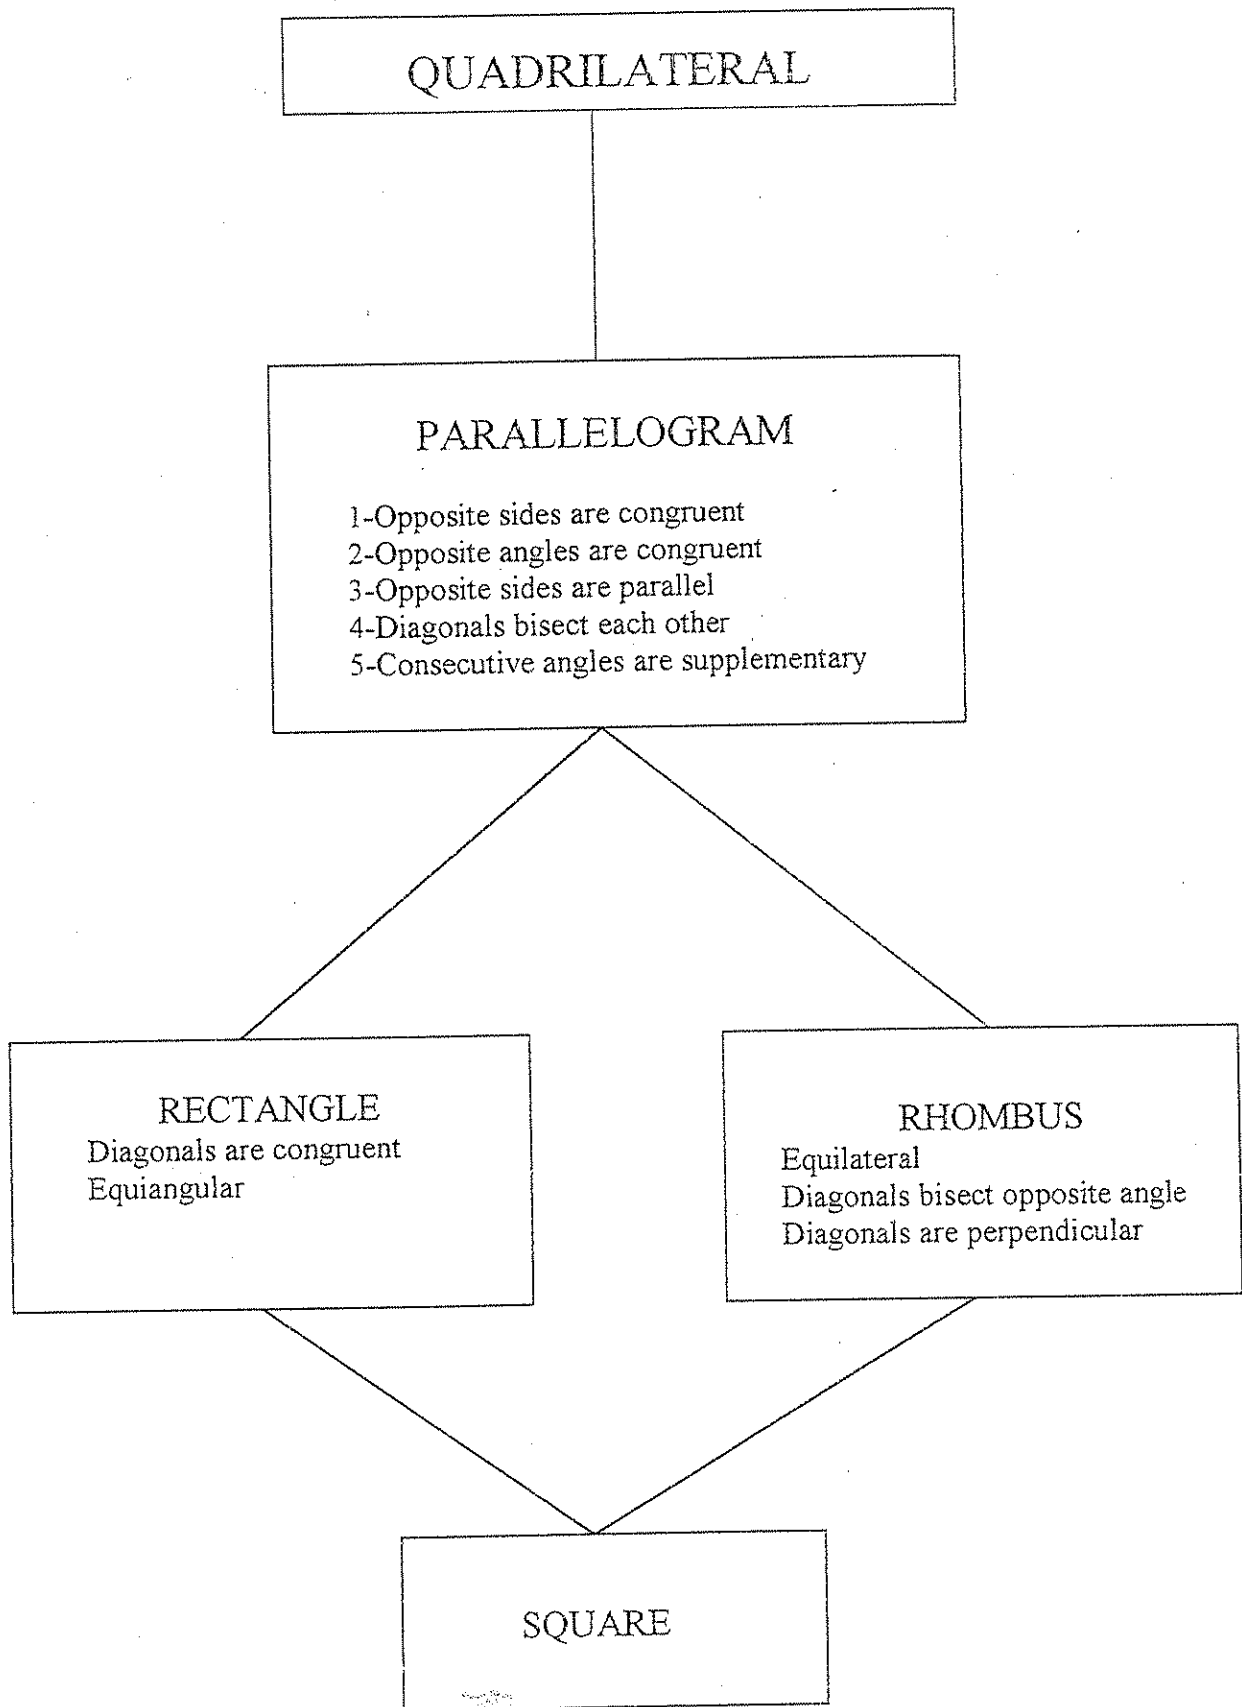 QUADRILATERAL
PARALLELOGRAM
1-Opposite sides are congruent
2-Opposite angles are congruent
3-Opposite sides are parallel
4-Diagonals bisect each other
5-Consecutive angles are supplementary
RECTANGLE
Diagonals are congruent
Equiangular
RHOMBUS
Equilateral
Diagonals bisect opposite angle
Diagonals are perpendicular
SQUARE